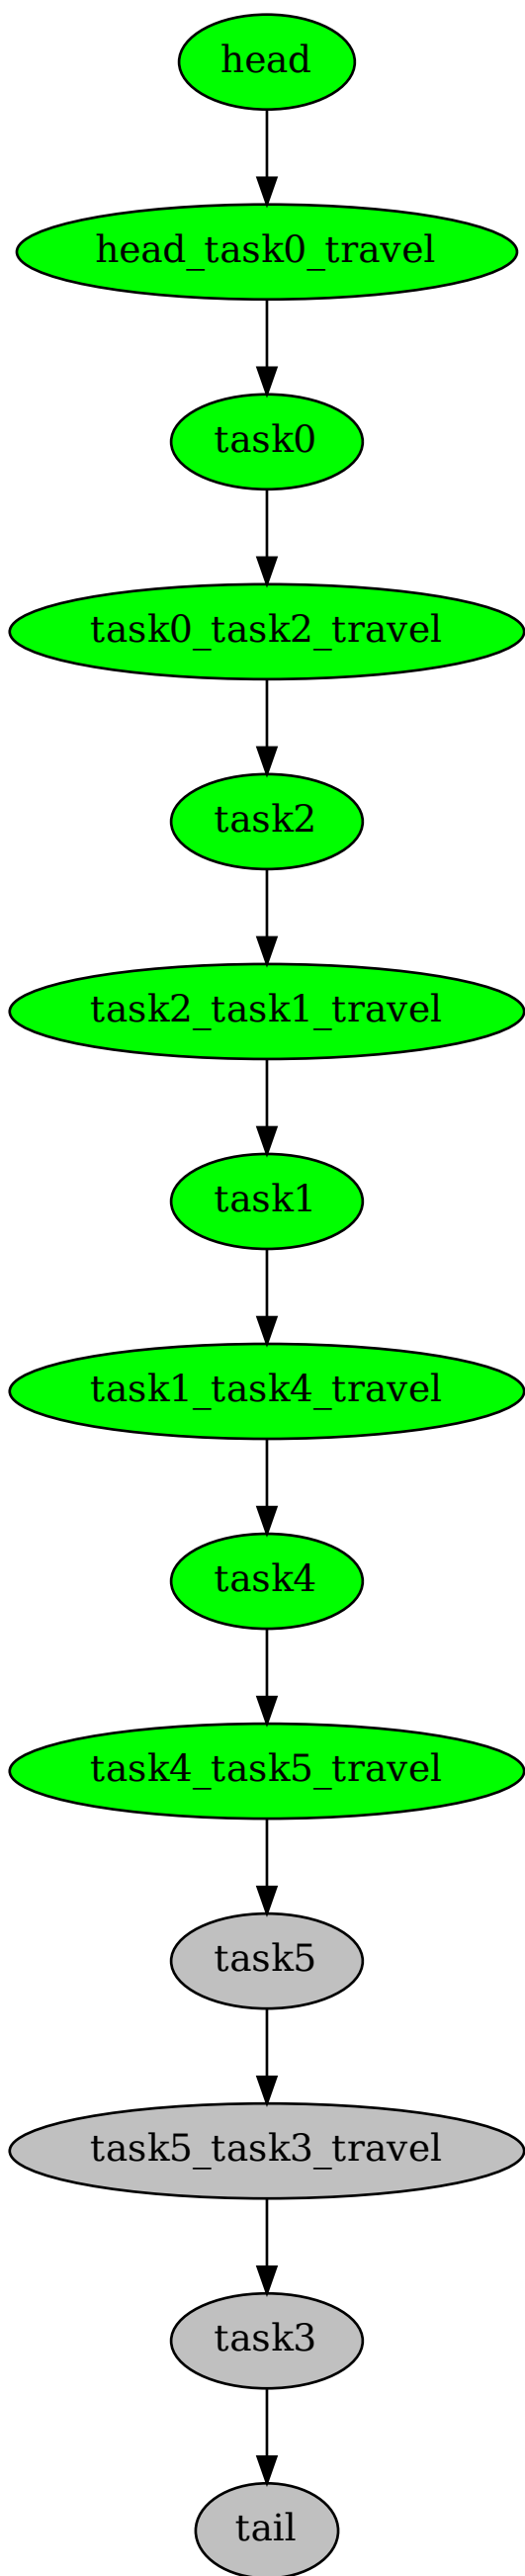 head
head_task0_travel
task0
task0_task2_travel
task2
task2_task1_travel
task1
task1_task4_travel
task4
task4_task5_travel
task5
task5_task3_travel
task3
tail